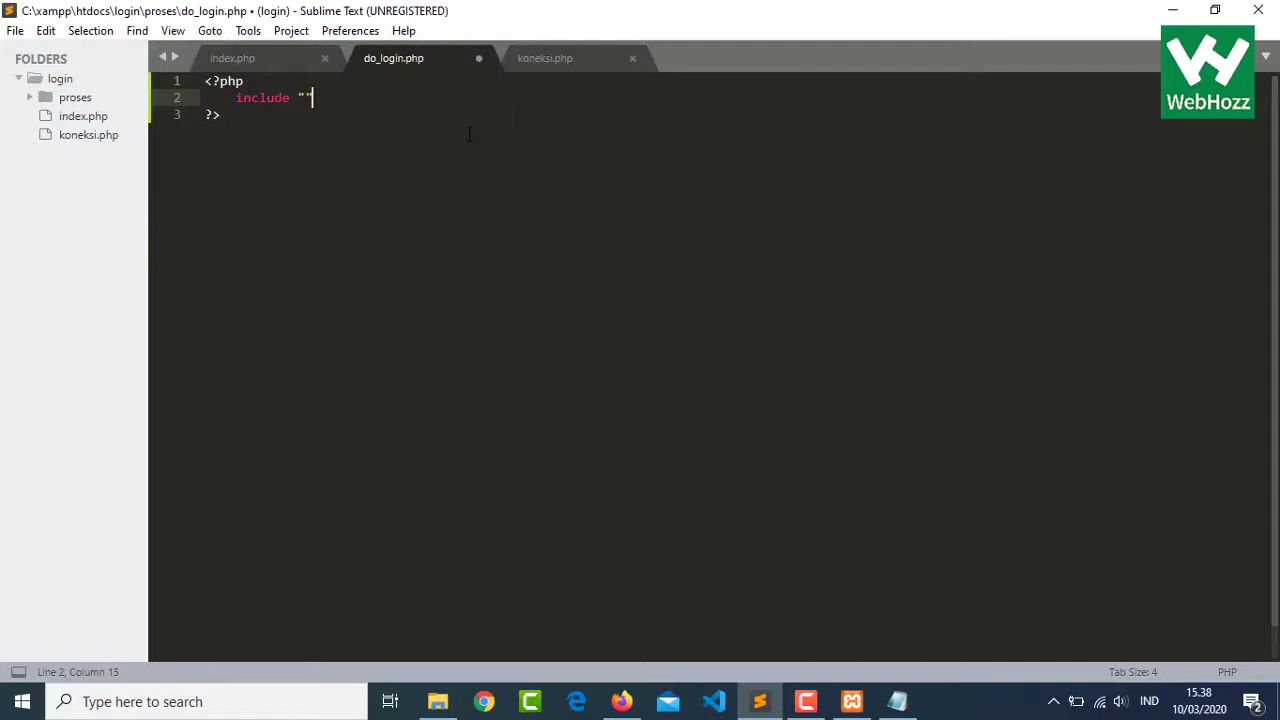 C:\xampp\htdocs\login\proses\do_login.php • (login) - Sublime Text (UNREGISTERED)
File Edit Selection Find View Goto Tools Project Preferences Help
FOLDERS
login
proses
index.php
koneksi.php
index.php
do_login.php
koneksi.php
1 <?php
2 include ""
3 ?>
WebHozz
Line 2, Column 15
Tab Size: 4
PHP
Type here to search
IND
15.38
10/03/2020
2